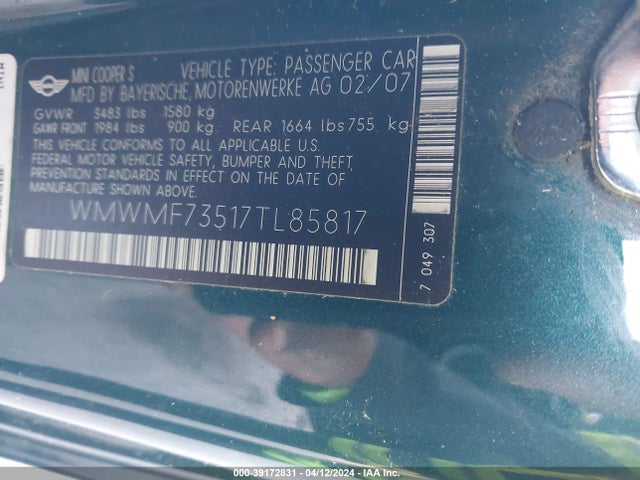 MINI COOPER S VEHICLE TYPE: PASSENGER CAR
MFD BY BAYERISCHE MOTORENWERKE AG 02/07
GVWR 3483 lbs 1580 kg
GAWR FRONT 1984 lbs 900 kg REAR 1664 lbs 755 kg
THIS VEHICLE CONFORMS TO ALL APPLICABLE U.S.
FEDERAL MOTOR VEHICLE SAFETY, BUMPER AND THEFT
PREVENTION STANDARDS IN EFFECT ON THE DATE OF
MANUFACTURE SHOWN ABOVE.
WMWMF73517TL85817
7 049 307
MINI
000-39172831 - 04/12/2024 - IAA Inc.